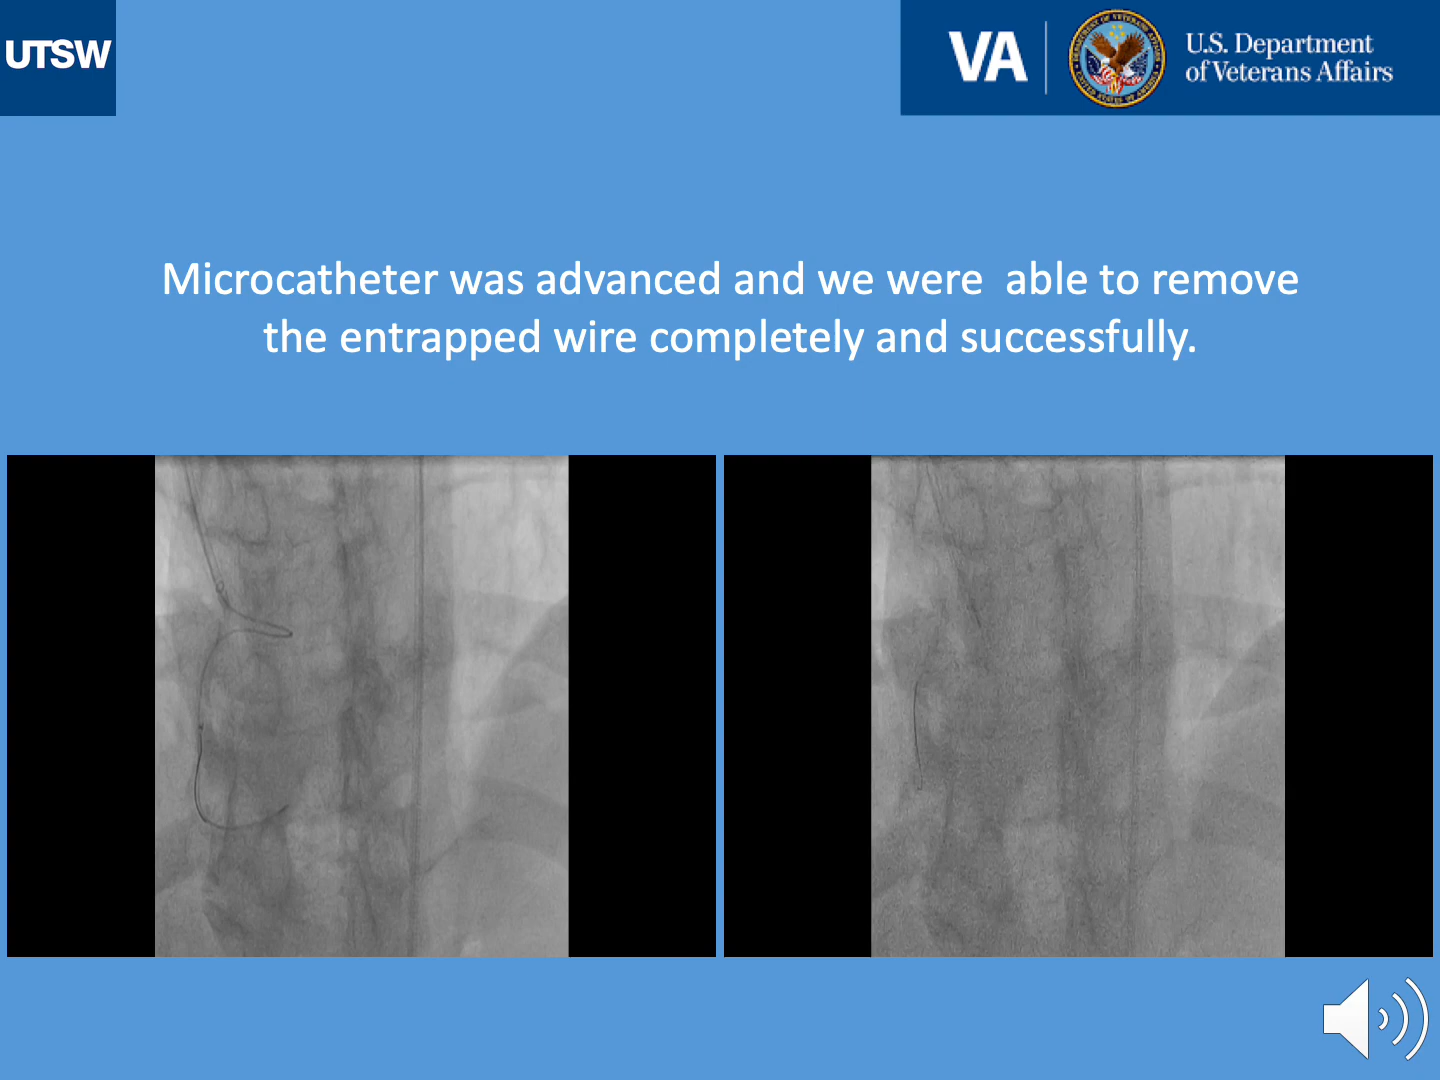 UTSW
VA
U.S. Department
of Veterans Affairs
Microcatheter was advanced and we were  able to remove
the entrapped wire completely and successfully.